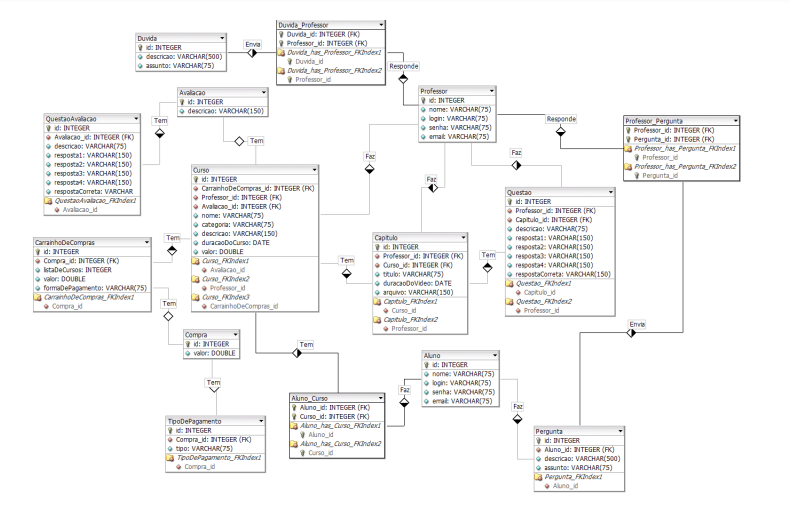 Duvida
id: INTEGER
descricao: VARCHAR(500)
assunto: VARCHAR(75)
Envia
Duvida_Professor
Duvida_id: INTEGER (FK)
Professor_id: INTEGER (FK)
Duvida_has_Professor_FKIndex1
Duvida_id
Duvida_has_Professor_FKIndex2
Professor_id
Responde
Avaliacao
id: INTEGER
descricao: VARCHAR(150)
Tem
Tem
QuestaoAvaliacao
id: INTEGER
Avaliacao_id: INTEGER (FK)
descricao: VARCHAR(75)
resposta1: VARCHAR(150)
resposta2: VARCHAR(150)
resposta3: VARCHAR(150)
resposta4: VARCHAR(150)
respostaCorreta: VARCHAR
QuestaoAvaliacao_FKIndex1
Avaliacao_id
Professor
id: INTEGER
nome: VARCHAR(75)
login: VARCHAR(75)
senha: VARCHAR(75)
email: VARCHAR(75)
Responde
Professor_Pergunta
Professor_id: INTEGER (FK)
Pergunta_id: INTEGER (FK)
Professor_has_Pergunta_FKIndex1
Professor_id
Professor_has_Pergunta_FKIndex2
Pergunta_id
Faz
Faz
Faz
Curso
id: INTEGER
CarrainhoDeCompras_id: INTEGER (FK)
Professor_id: INTEGER (FK)
Avaliacao_id: INTEGER (FK)
nome: VARCHAR(75)
categoria: VARCHAR(75)
descricao: VARCHAR(150)
duracaoDoCurso: DATE
valor: DOUBLE
Curso_FKIndex1
Avaliacao_id
Curso_FKIndex2
Professor_id
Curso_FKIndex3
CarrainhoDeCompras_id
Questao
id: INTEGER
Professor_id: INTEGER (FK)
Capitulo_id: INTEGER (FK)
descricao: VARCHAR(75)
resposta1: VARCHAR(150)
resposta2: VARCHAR(150)
resposta3: VARCHAR(150)
resposta4: VARCHAR(150)
respostaCorreta: VARCHAR(150)
Questao_FKIndex1
Capitulo_id
Questao_FKIndex2
Professor_id
CarrainhoDeCompras
id: INTEGER
Compra_id: INTEGER (FK)
listaDeCursos: INTEGER
valor: DOUBLE
formaDePagamento: VARCHAR(75)
CarrainhoDeCompras_FKIndex1
Compra_id
Tem
Tem
Capitulo
id: INTEGER
Professor_id: INTEGER (FK)
Curso_id: INTEGER (FK)
titulo: VARCHAR(75)
duracaoDoVideo: DATE
arquivo: VARCHAR(150)
Capitulo_FKIndex1
Curso_id
Capitulo_FKIndex2
Professor_id
Tem
Tem
Compra
id: INTEGER
valor: DOUBLE
Tem
Tem
Envia
TipoDePagamento
id: INTEGER
Compra_id: INTEGER (FK)
tipo: VARCHAR(75)
TipoDePagamento_FKIndex1
Compra_id
Aluno_Curso
Aluno_id: INTEGER (FK)
Curso_id: INTEGER (FK)
Aluno_has_Curso_FKIndex1
Aluno_id
Aluno_has_Curso_FKIndex2
Curso_id
Faz
Aluno
id: INTEGER
nome: VARCHAR(75)
login: VARCHAR(75)
senha: VARCHAR(75)
email: VARCHAR(75)
Faz
Pergunta
id: INTEGER
Aluno_id: INTEGER (FK)
descricao: VARCHAR(500)
assunto: VARCHAR(75)
Pergunta_FKIndex1
Aluno_id